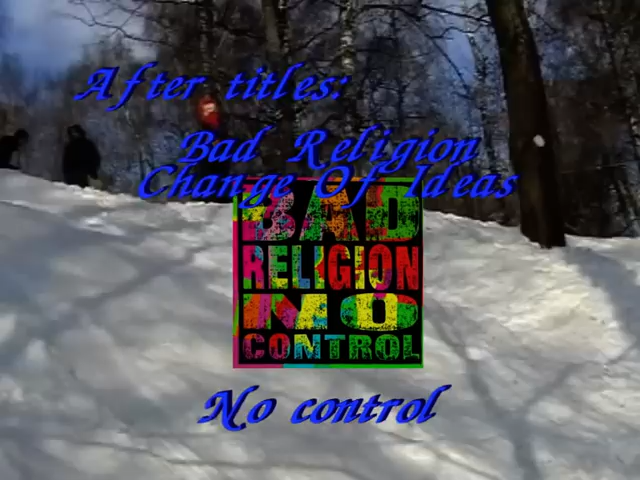 After titles:
Bad Religion
Change Of Ideas
BAD
RELIGION
NO
CONTROL
No control